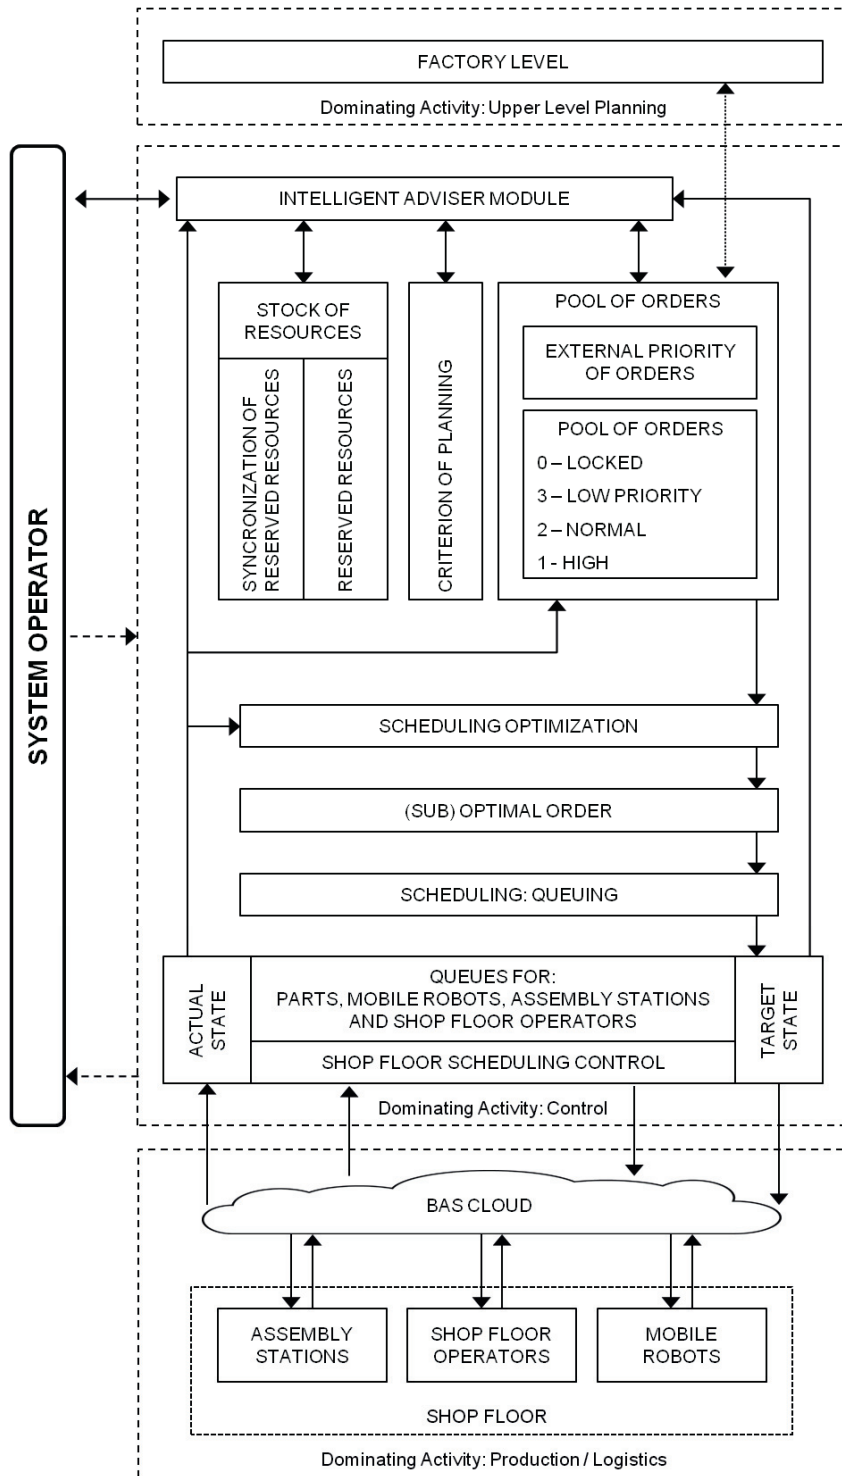 FACTORY LEVEL
Dominating Activity: Upper Level Planning
SYSTEM OPERATOR
INTELLIGENT ADVISER MODULE
STOCK OF
RESOURCES
SYNCRONIZATION OF
RESERVED RESOURCES
RESERVED RESOURCES
CRITERION OF PLANNING
POOL OF ORDERS
EXTERNAL PRIORITY
OF ORDERS
POOL OF ORDERS
0 – LOCKED
3 – LOW PRIORITY
2 – NORMAL
1 - HIGH
SCHEDULING OPTIMIZATION
(SUB) OPTIMAL ORDER
SCHEDULING: QUEUING
ACTUAL
STATE
QUEUES FOR:
PARTS, MOBILE ROBOTS, ASSEMBLY STATIONS
AND SHOP FLOOR OPERATORS
SHOP FLOOR SCHEDULING CONTROL
TARGET
STATE
Dominating Activity: Control
BAS CLOUD
ASSEMBLY
STATIONS
SHOP FLOOR
OPERATORS
MOBILE
ROBOTS
SHOP FLOOR
Dominating Activity: Production / Logistics